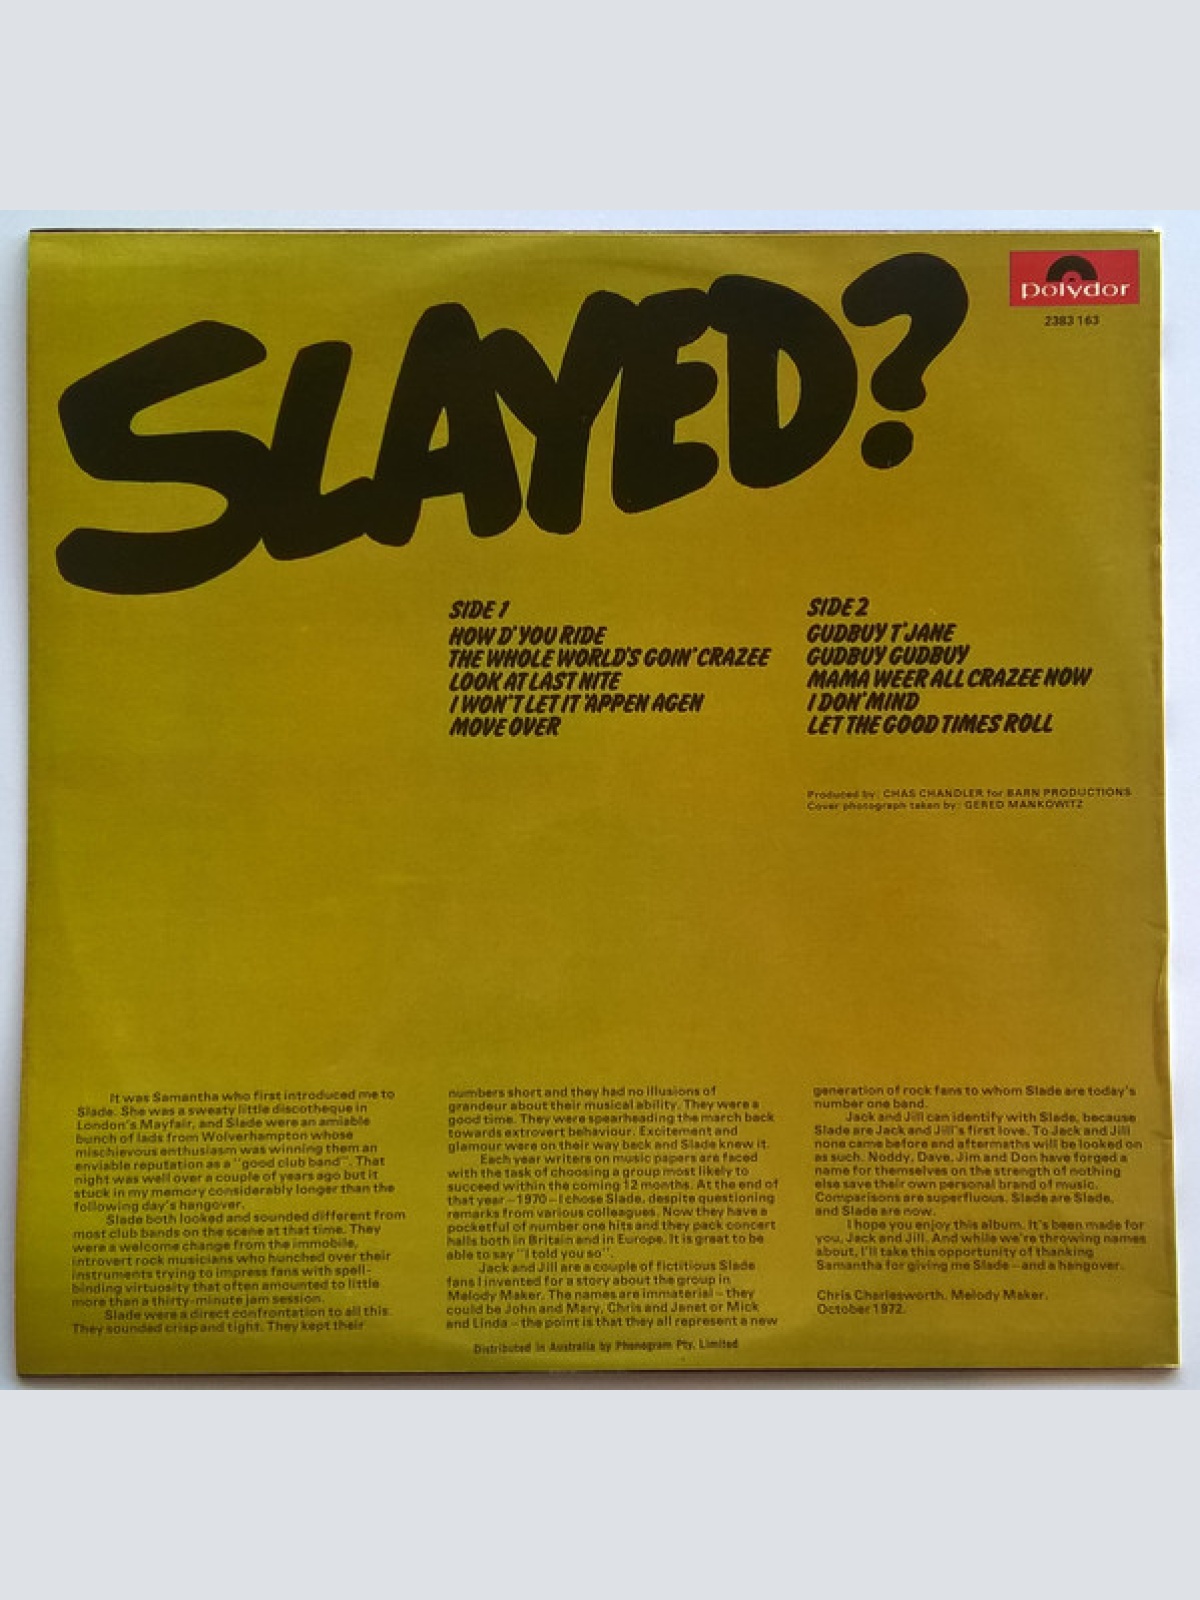 SLAYED?
polydor
2383 163
SIDE 1
HOW D'YOU RIDE
THE WHOLE WORLD'S GOIN' CRAZEE
LOOK AT LAST NITE
I WON'T LET IT 'APPEN AGEN
MOVE OVER
SIDE 2
GUDBUY T'JANE
GUDBUY GUDBUY
MAMA WEER ALL CRAZEE NOW
I DON' MIND
LET THE GOOD TIMES ROLL
Produced by: CHAS CHANDLER for BARN PRODUCTIONS
Cover photograph taken by: GERED MANKOWITZ
It was Samantha who first introduced me to
Slade. She was a sweaty little discotheque in
London's Mayfair, and Slade were an amiable
bunch of lads from Wolverhampton whose
mischievous enthusiasm was winning them an
enviable reputation as a "good club band". That
night was well over a couple of years ago but it
stuck in my memory considerably longer than the
following day's hangover.
Slade both looked and sounded different from
most club bands on the scene at that time. They
were a welcome change from the immobile,
introvert rock musicians who hunched over their
instruments trying to impress fans with spell-
binding virtuosity that often amounted to little
more than a thirty-minute jam session.
Slade were a direct confrontation to all this.
They sounded crisp and tight. They kept their
numbers short and they had no illusions of
grandeur about their musical ability. They were a
good time. They were spearheading the march back
towards extrovert behaviour. Excitement and
glamour were on their way back and Slade knew it.
Each year writers on music papers are faced
with the task of choosing a group most likely to
succeed within the coming 12 months. At the end of
that year – 1970 – I chose Slade, despite questioning
remarks from various colleagues. Now they have a
pocketful of number one hits and they pack concert
halls both in Britain and in Europe. It is great to be
able to say "I told you so".
Jack and Jill are a couple of fictitious Slade
fans I invented for a story about the group in
Melody Maker. The names are immaterial – they
could be John and Mary, Chris and Janet or Mick
and Linda – the point is that they all represent a new
generation of rock fans to whom Slade are today's
number one band.
Jack and Jill can identify with Slade, because
Slade are Jack and Jill's first love. To Jack and Jill
none came before and aftermaths will be looked on
as such. Noddy, Dave, Jim and Don have forged a
name for themselves on the strength of nothing
else save their own personal brand of music.
Comparisons are superfluous. Slade are Slade,
and Slade are now.
I hope you enjoy this album. It's been made for
you, Jack and Jill. And while we're throwing names
about, I'll take this opportunity of thanking
Samantha for giving me Slade – and a hangover.
Chris Charlesworth, Melody Maker,
October 1972.
Distributed in Australia by Phonogram Pty. Limited